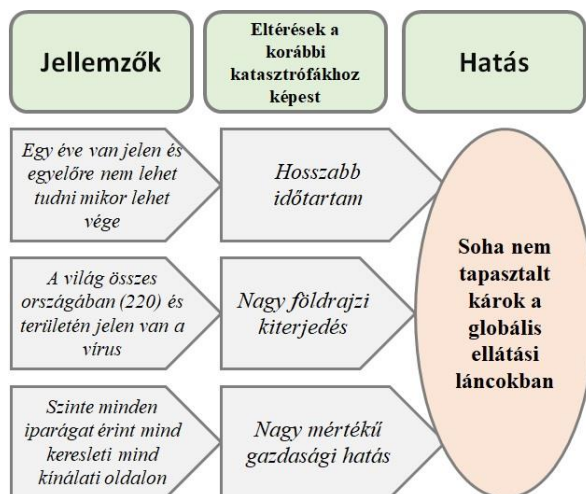 Jellemzők
Eltérések a
korábbi
katasztrófákhoz
képest
Hatás
Egy éve van jelen és
egyelőre nem lehet
tudni mikor lehet
vége
Hosszabb
időtartam
A világ összes
országában (220) és
területén jelen van a
vírus
Nagy földrajzi
kiterjedés
Szinte minden
iparágat érint mind
keresleti mind
kínálati oldalon
Nagy mértékű
gazdasági hatás
Soha nem
tapasztalt
károk a
globális
ellátási
láncokban